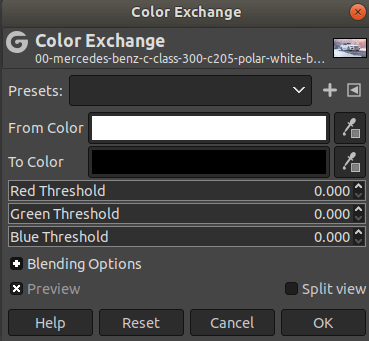 Color Exchange
Color Exchange
00-mercedes-benz-c-class-300-c205-polar-white-b...
Presets:
From Color
To Color
Red Threshold 0.000
Green Threshold 0.000
Blue Threshold 0.000
Blending Options
Preview Split view
Help Reset Cancel OK